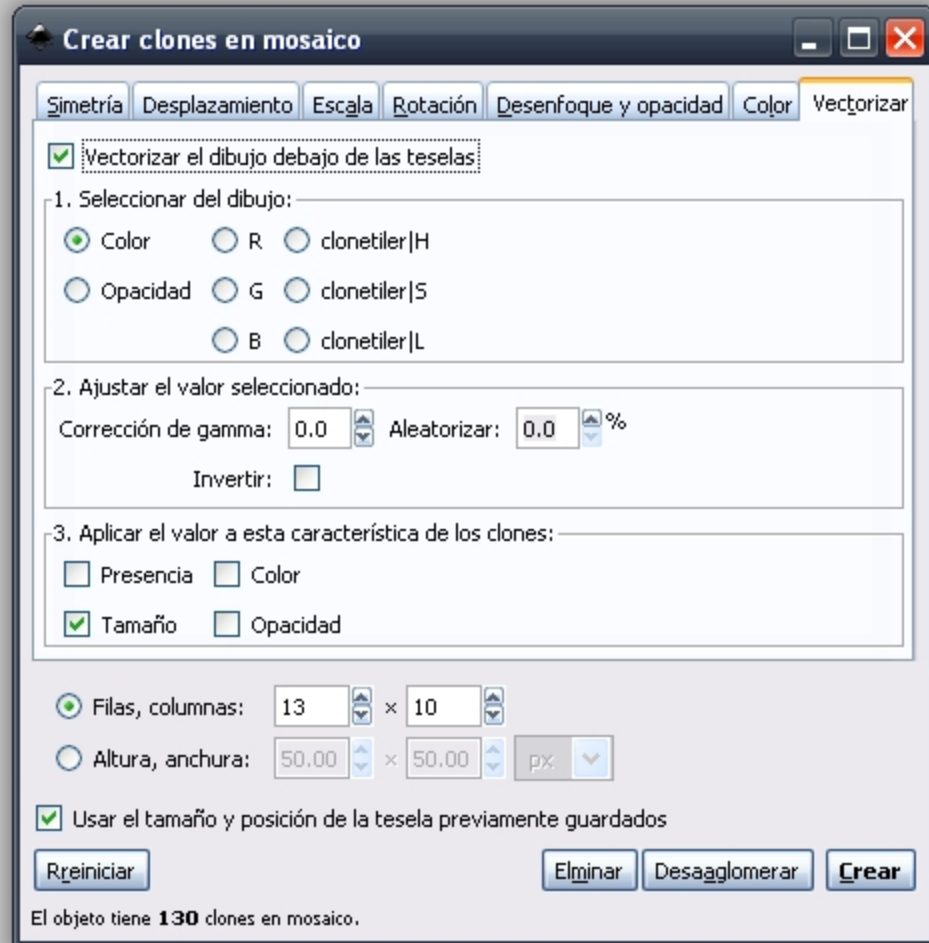 Crear clones en mosaico
Simetría Desplazamiento Escala Rotación Desenfoque y opacidad Color Vectorizar
Vectorizar el dibujo debajo de las teselas
1. Seleccionar del dibujo:
Color R clonetiler|H
Opacidad G clonetiler|S
B clonetiler|L
2. Ajustar el valor seleccionado:
Corrección de gamma: 0.0 Aleatorizar: 0.0 %
Invertir:
3. Aplicar el valor a esta característica de los clones:
Presencia Color
Tamaño Opacidad
Filas, columnas: 13 × 10
Altura, anchura: 50.00 × 50.00 px
Usar el tamaño y posición de la tesela previamente guardados
Rreiniciar Elminar Desaaglomerar Crear
El objeto tiene 130 clones en mosaico.